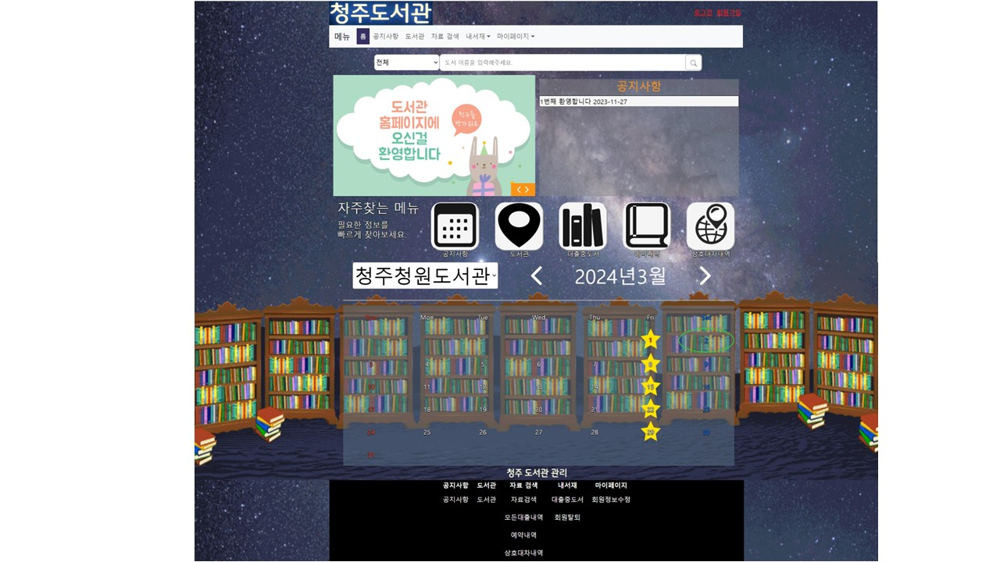 청주도서관
로그인 회원가입
메뉴 홈 공지사항 도서관 자료 검색 내서재 마이페이지
전체 도서 이름을 입력해주세요.
도서관
홈페이지에
오신걸
환영합니다
친구들
반가워요
공지사항
1번째 환영합니다 2023-11-27
자주찾는 메뉴
필요한 정보를
빠르게 찾아보세요.
공지사항 도서관 대출중도서 예약내역 상호대차내역
청주청원도서관 2024년3월
Sun Mon Tue Wed Thu Fri Sat
1 2
3 4 5 6 7 8 9
10 11 12 13 14 15 16
17 18 19 20 21 22 23
24 25 26 27 28 29 30
31
청주 도서관 관리
공지사항 도서관 자료 검색 내서재 마이페이지
공지사항 도서관 자료검색 대출중도서 회원정보수정
모든대출내역 회원탈퇴
예약내역
상호대차내역